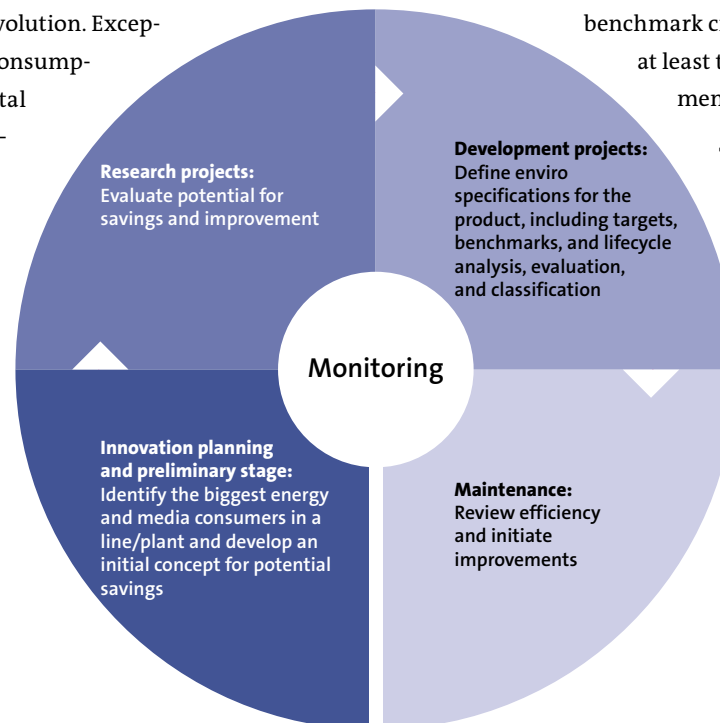 volution. Excep-
onsump-
tal
–
benchmark c
at least t
men
Research projects:
Evaluate potential for
savings and improvement
Development projects:
Define enviro
specifications for the
product, including targets,
benchmarks, and lifecycle
analysis, evaluation,
and classification
Monitoring
Innovation planning
and preliminary stage:
Identify the biggest energy
and media consumers in a
line/plant and develop an
initial concept for potential
savings
Maintenance:
Review efficiency
and initiate
improvements